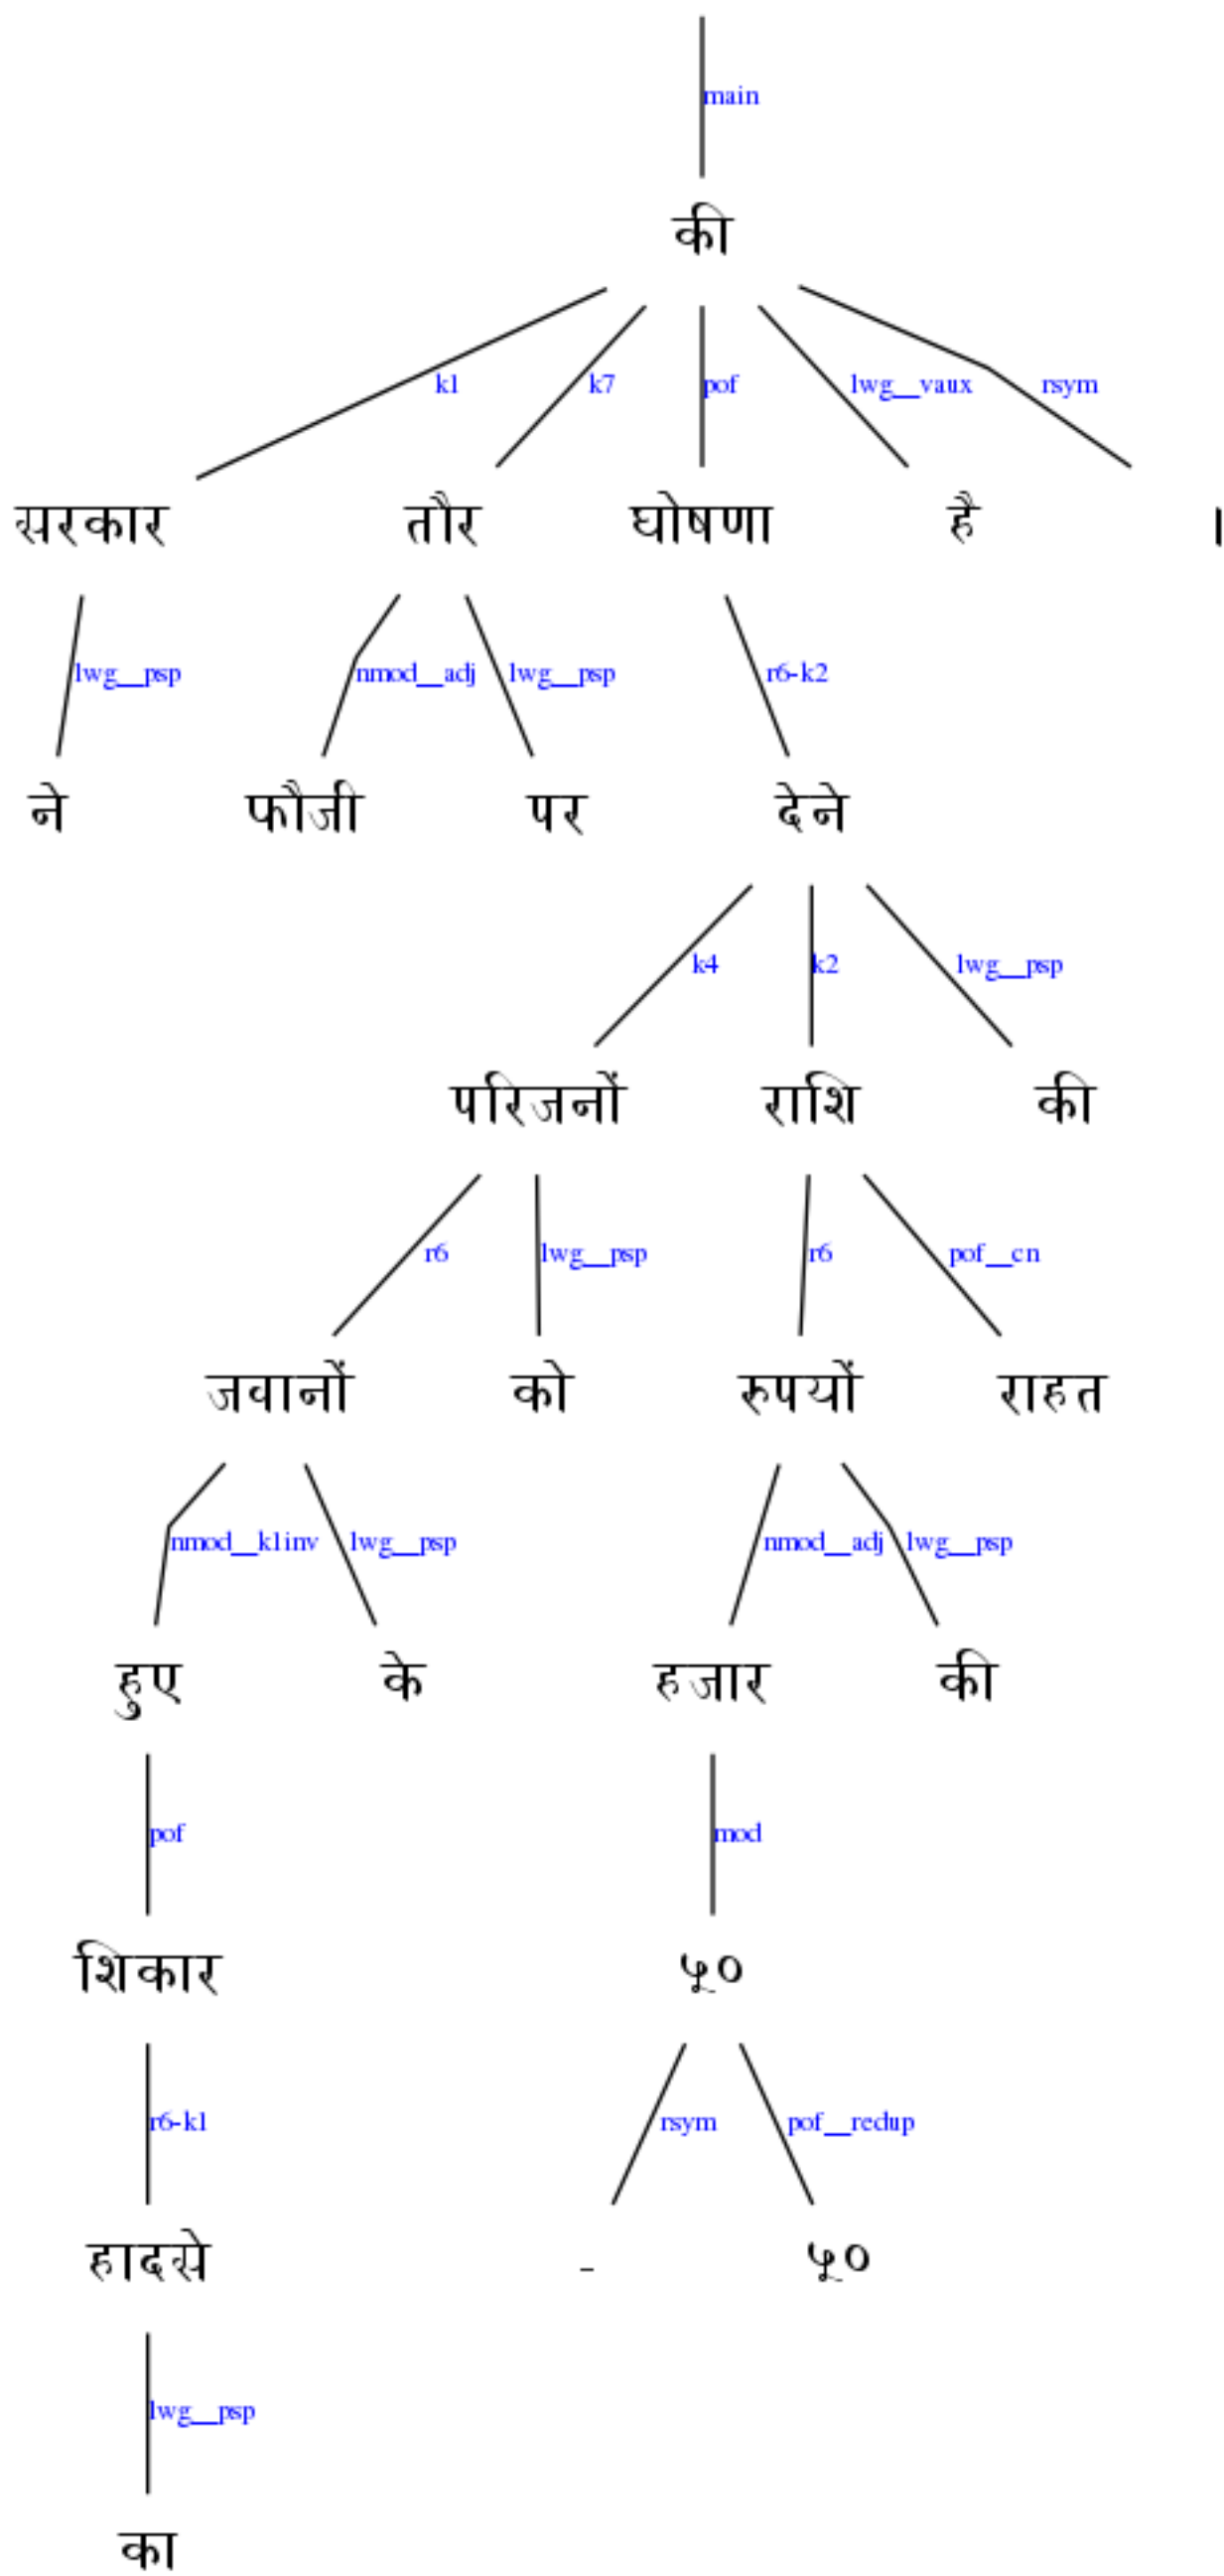 main
की
k1 k7 pof lwg__vaux rsym
सरकार तौर घोषणा है ।
lwg__psp nmod__adj lwg__psp r6-k2
ने फौजी पर देने
k4 k2 lwg__psp
परिजनों राशि की
r6 lwg__psp r6 pof__cn
जवानों को रुपयों राहत
nmod__k1inv lwg__psp nmod__adj lwg__psp
हुए के हजार की
pof mod
शिकार ५०
r6-k1 rsym pof__redup
हादसे - ५०
lwg__psp
का